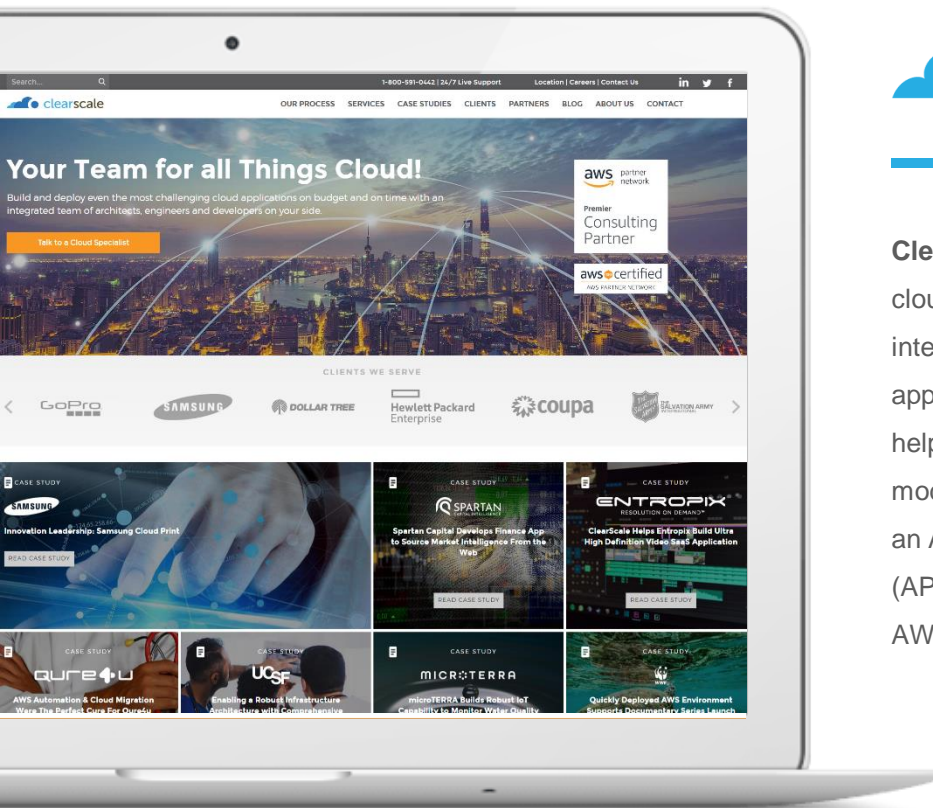 Search...
1-800-591-0442 | 24/7 Live Support
Location | Careers | Contact Us
in
f
clearscale
OUR PROCESS SERVICES CASE STUDIES CLIENTS PARTNERS BLOG ABOUT US CONTACT
Your Team for all Things Cloud!
Build and deploy even the most challenging cloud applications on budget and on time with an
integrated team of architects, engineers and developers on your side.
Talk to a Cloud Specialist
aws partner
network
Premier
Consulting
Partner
aws certified
AWS PARTNER NETWORK
CLIENTS WE SERVE
GoPro
SAMSUNG
DOLLAR TREE
Hewlett Packard
Enterprise
coupa
THE SALVATION ARMY
CASE STUDY
SAMSUNG
Innovation Leadership: Samsung Cloud Print
READ CASE STUDY
CASE STUDY
SPARTAN
CAPITAL INTELLIGENCE
Spartan Capital Develops Finance App
to Source Market Intelligence From the
Web
READ CASE STUDY
CASE STUDY
ENTROPIX
RESOLUTION ON DEMAND™
ClearScale Helps Entropix Build Ultra
High Definition Video SaaS Application
READ CASE STUDY
CASE STUDY
qure4u
AWS Automation & Cloud Migration
Were The Perfect Cure For Qure4u
CASE STUDY
UCSF
Enabling a Robust Infrastructure
Architecture with Comprehensive
CASE STUDY
MICROTERRA
microTERRA Builds Robust IoT
Capability to Monitor Water Quality
CASE STUDY
WWF
Quickly Deployed AWS Environment
Supports Documentary Series Launch
Cle
clou
inte
app
help
mod
an A
(AP
AW